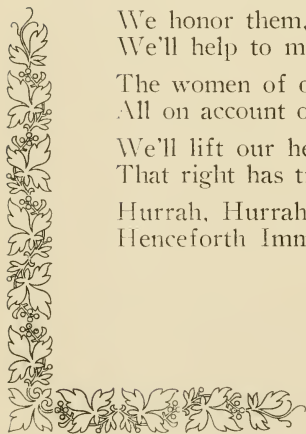 We honor them,
We'll help to m
The women of o
All on account o
We'll lift our he
That right has t
Hurrah, Hurrah
Henceforth Imn